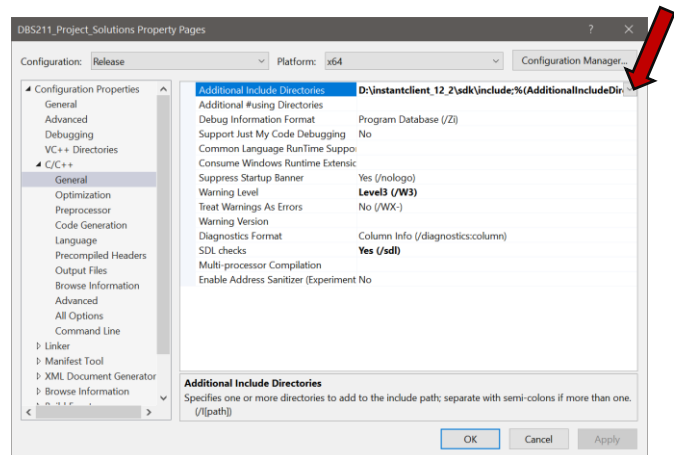 DBS211_Project_Solutions Property Pages ? ×
Configuration: Release Platform: x64 Configuration Manager...
Configuration Properties
General
Advanced
Debugging
VC++ Directories
C/C++
General
Optimization
Preprocessor
Code Generation
Language
Precompiled Headers
Output Files
Browse Information
Advanced
All Options
Command Line
Linker
Manifest Tool
XML Document Generator
Browse Information
Additional Include Directories D:\instantclient_12_2\sdk\include;%(AdditionalIncludeDir
Additional #using Directories
Debug Information Format Program Database (/Zi)
Support Just My Code Debugging No
Common Language RunTime Suppo
Consume Windows Runtime Extensic
Suppress Startup Banner Yes (/nologo)
Warning Level Level3 (/W3)
Treat Warnings As Errors No (/WX-)
Warning Version
Diagnostics Format Column Info (/diagnostics:column)
SDL checks Yes (/sdl)
Multi-processor Compilation
Enable Address Sanitizer (Experiment No
Additional Include Directories
Specifies one or more directories to add to the include path; separate with semi-colons if more than one.
(/I[path])
OK Cancel Apply